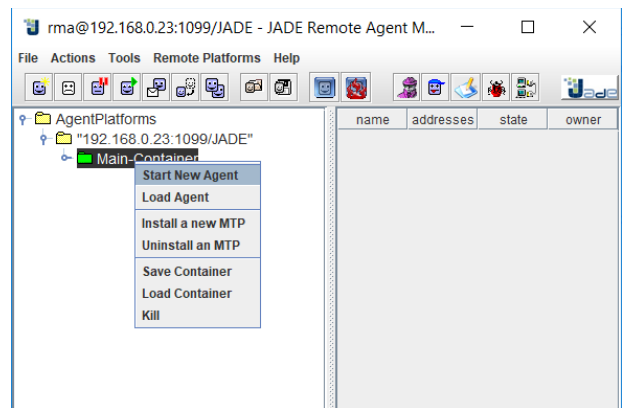 rma@192.168.0.23:1099/JADE - JADE Remote Agent M...
File Actions Tools Remote Platforms Help
Jade
AgentPlatforms
"192.168.0.23:1099/JADE"
Main-Container
name addresses state owner
Start New Agent
Load Agent
Install a new MTP
Uninstall an MTP
Save Container
Load Container
Kill